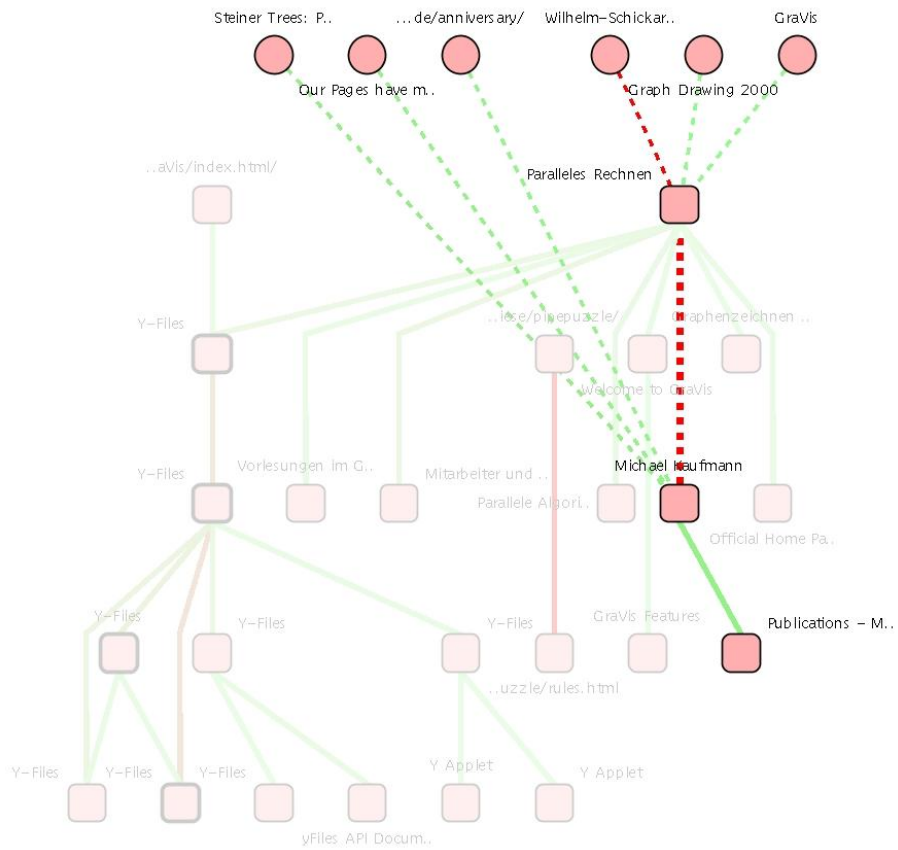 Steiner Trees: P..
...de/anniversary/
Wilhelm-Schickar..
GraVis
Our Pages have m..
Graph Drawing 2000
..aVis/index.html/
Paralleles Rechnen
Y-Files
..icse/pipepuzzle/
Graphenzeichnen ..
Welcome to GraVis
Y-Files
Vorlesungen im G..
Mitarbeiter und ..
Michael Kaufmann
Parallele Algori..
Official Home Pa..
Y-Files
Y-Files
Y-Files
GraVis Features
Publications - M..
..uzzle/rules.html
Y-Files
Y-Files
Y-Files
Y Applet
Y Applet
yFiles API Docum..